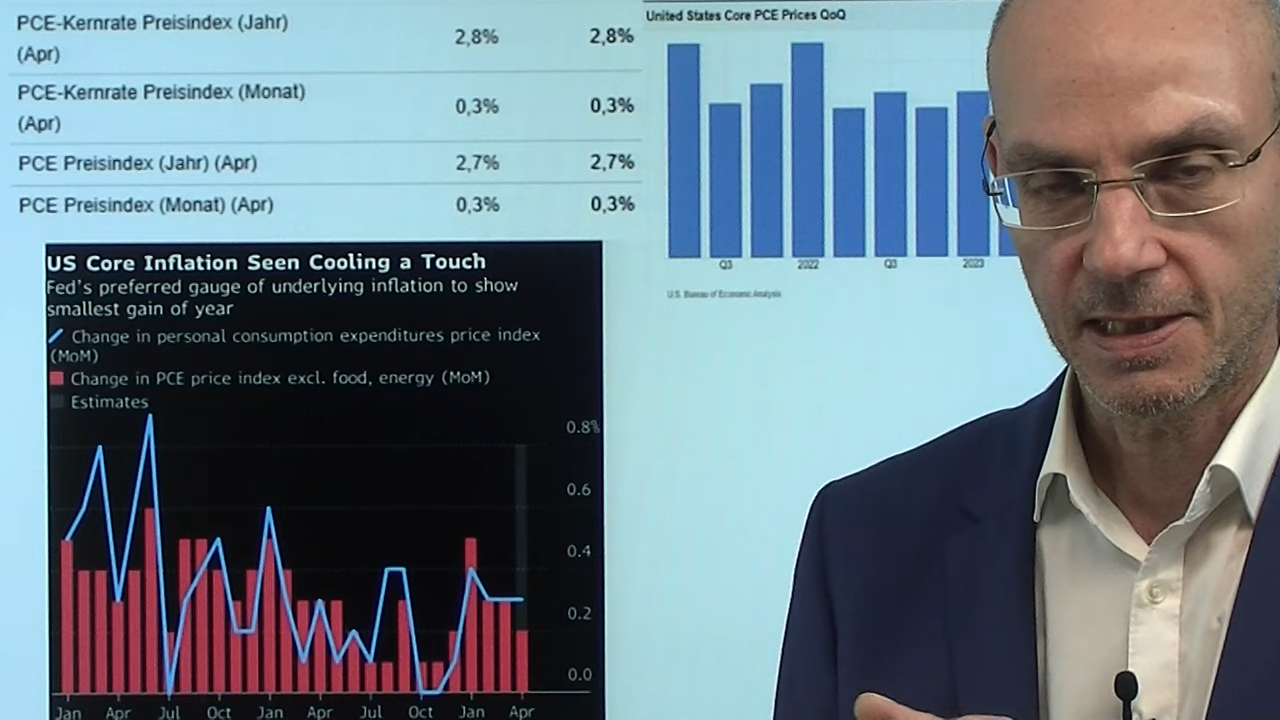 PCE-Kernrate Preisindex (Jahr)
(Apr)
2,8%
2,8%
PCE-Kernrate Preisindex (Monat)
(Apr)
0,3%
0,3%
PCE Preisindex (Jahr) (Apr)
2,7%
2,7%
PCE Preisindex (Monat) (Apr)
0,3%
0,3%
United States Core PCE Prices QoQ
Q3
2022
Q3
2023
U.S. Bureau of Economic Analysis
US Core Inflation Seen Cooling a Touch
Fed's preferred gauge of underlying inflation to show
smallest gain of year
Change in personal consumption expenditures price index
(MoM)
Change in PCE price index excl. food, energy (MoM)
Estimates
0.8%
0.6
0.4
0.2
0.0
Jan Apr Jul Oct Jan Apr Jul Oct Jan Apr